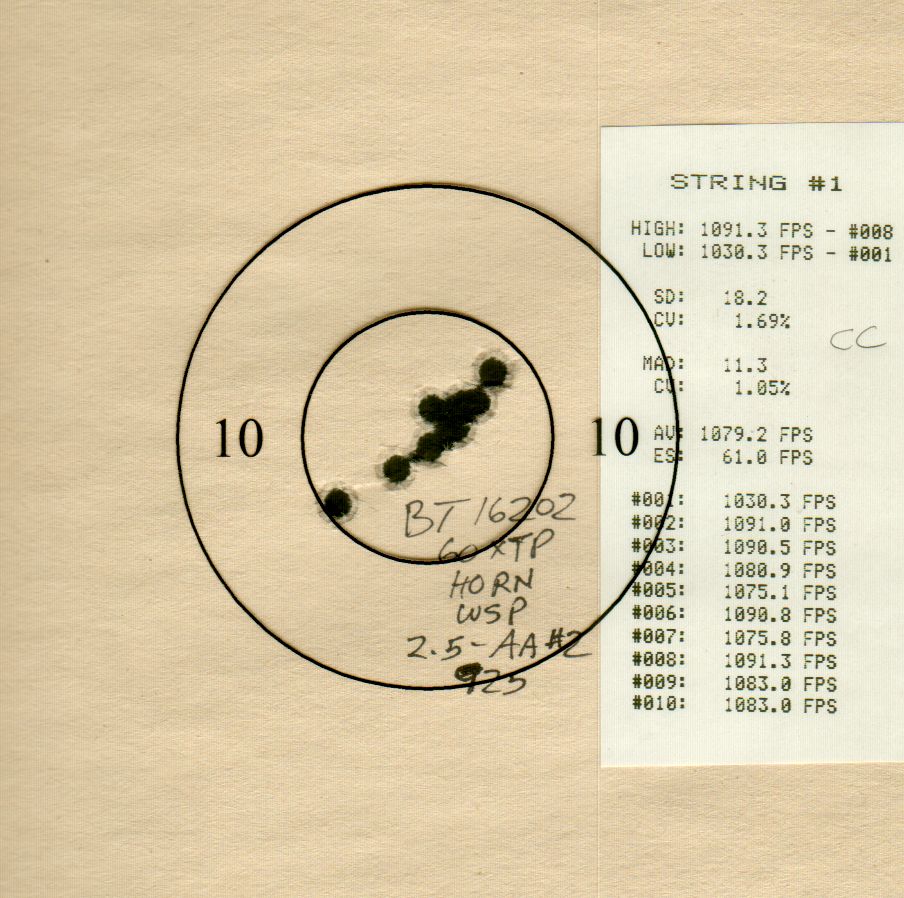 STRING #1
HIGH: 1091.3 FPS - #008
LOW: 1030.3 FPS - #001
SD: 18.2
CV: 1.69%
CC
MAD: 11.3
CV: 1.05%
10 10
AV: 1079.2 FPS
ES: 61.0 FPS
#001: 1030.3 FPS
#002: 1091.0 FPS
#003: 1090.5 FPS
#004: 1080.9 FPS
#005: 1075.1 FPS
#006: 1090.8 FPS
#007: 1075.8 FPS
#008: 1091.3 FPS
#009: 1083.0 FPS
#010: 1083.0 FPS
BT 16202
60 XTP
HORN
WSP
2.5-AA#2
925